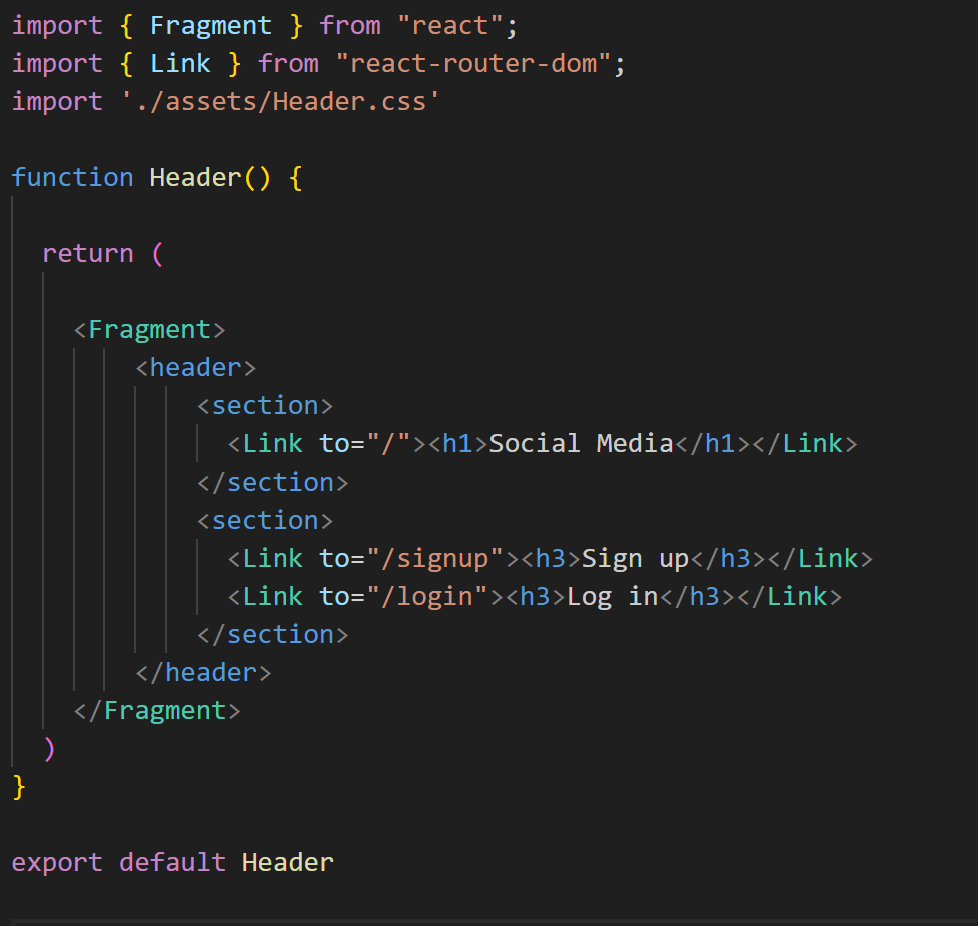 import { Fragment } from "react";
import { Link } from "react-router-dom";
import './assets/Header.css'

function Header() {

  return (

    <Fragment>
        <header>
            <section>
              <Link to="/"><h1>Social Media</h1></Link>
            </section>
            <section>
              <Link to="/signup"><h3>Sign up</h3></Link>
              <Link to="/login"><h3>Log in</h3></Link>
            </section>
        </header>
    </Fragment>
  )
}

export default Header